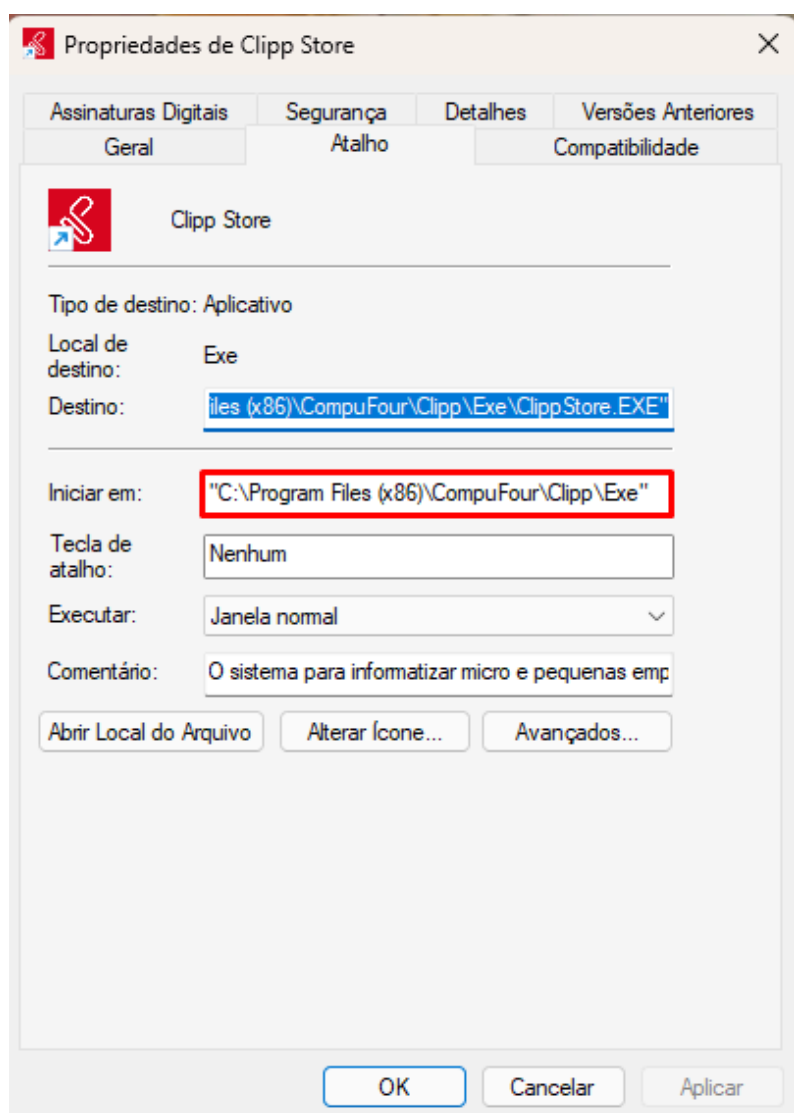 Propriedades de Clipp Store
Assinaturas Digitais Segurança Detalhes Versões Anteriores
Geral Atalho Compatibilidade
Clipp Store
Tipo de destino: Aplicativo
Local de destino: Exe
Destino: iles (x86)\CompuFour\Clipp\Exe\ClippStore.EXE"
Iniciar em: "C:\Program Files (x86)\CompuFour\Clipp\Exe"
Tecla de atalho: Nenhum
Executar: Janela normal
Comentário: O sistema para informatizar micro e pequenas emp
Abrir Local do Arquivo Alterar Ícone... Avançados...
OK Cancelar Aplicar